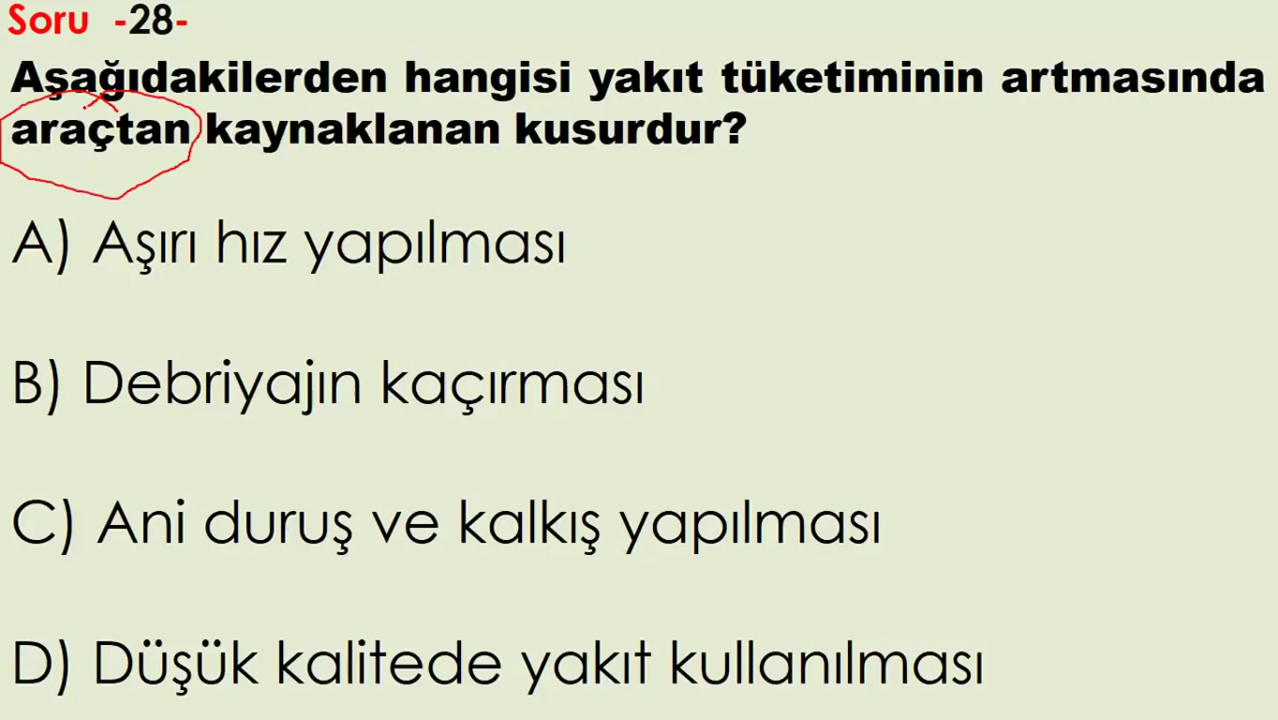 Soru -28-
Aşağıdakilerden hangisi yakıt tüketiminin artmasında
araçtan kaynaklanan kusurdur?
A) Aşırı hız yapılması
B) Debriyajın kaçırması
C) Ani duruş ve kalkış yapılması
D) Düşük kalitede yakıt kullanılması